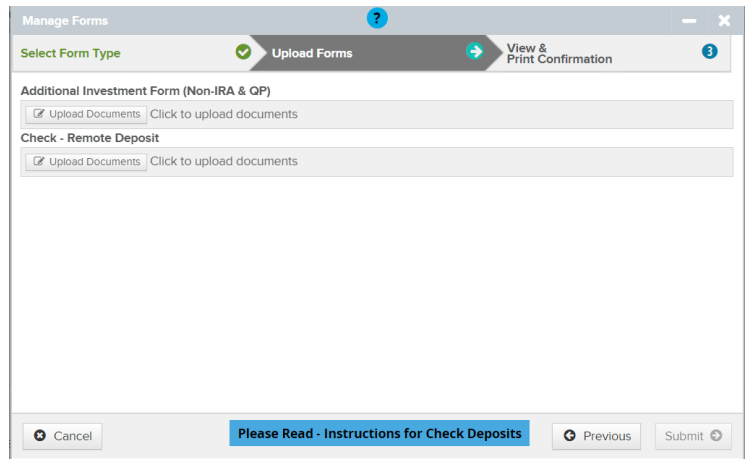 Manage Forms
?
Select Form Type
Upload Forms
View &
Print Confirmation
3
Additional Investment Form (Non-IRA & QP)
Upload Documents Click to upload documents
Check - Remote Deposit
Upload Documents Click to upload documents
Cancel
Please Read - Instructions for Check Deposits
Previous
Submit